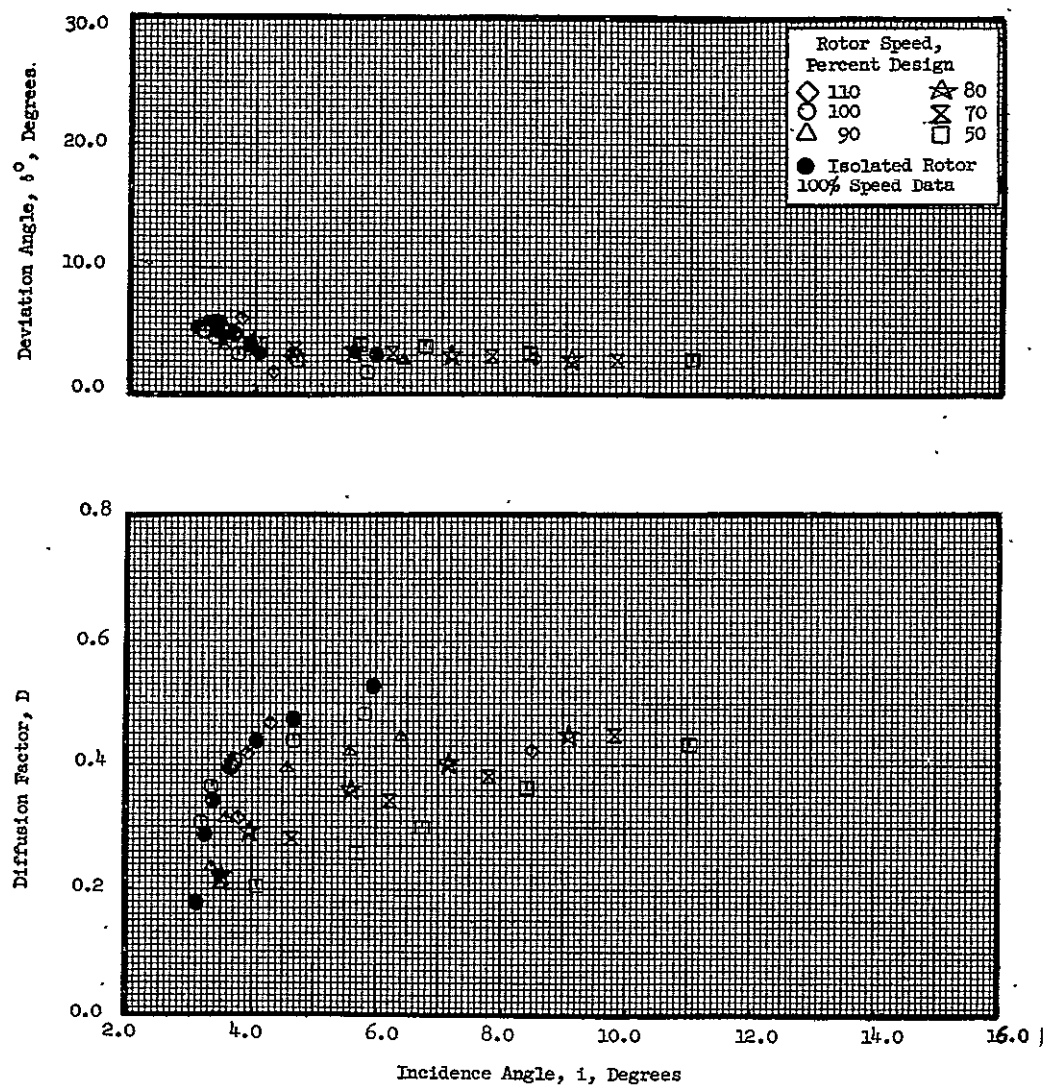 30.0
20.0
10.0
0.0
Deviation Angle, δ°, Degrees.
Rotor Speed,
Percent Design
110
100
90
80
70
50
Isolated Rotor
100% Speed Data
0.8
0.6
0.4
0.2
0.0
Diffusion Factor, D
2.0 4.0 6.0 8.0 10.0 12.0 14.0 16.0
Incidence Angle, i, Degrees